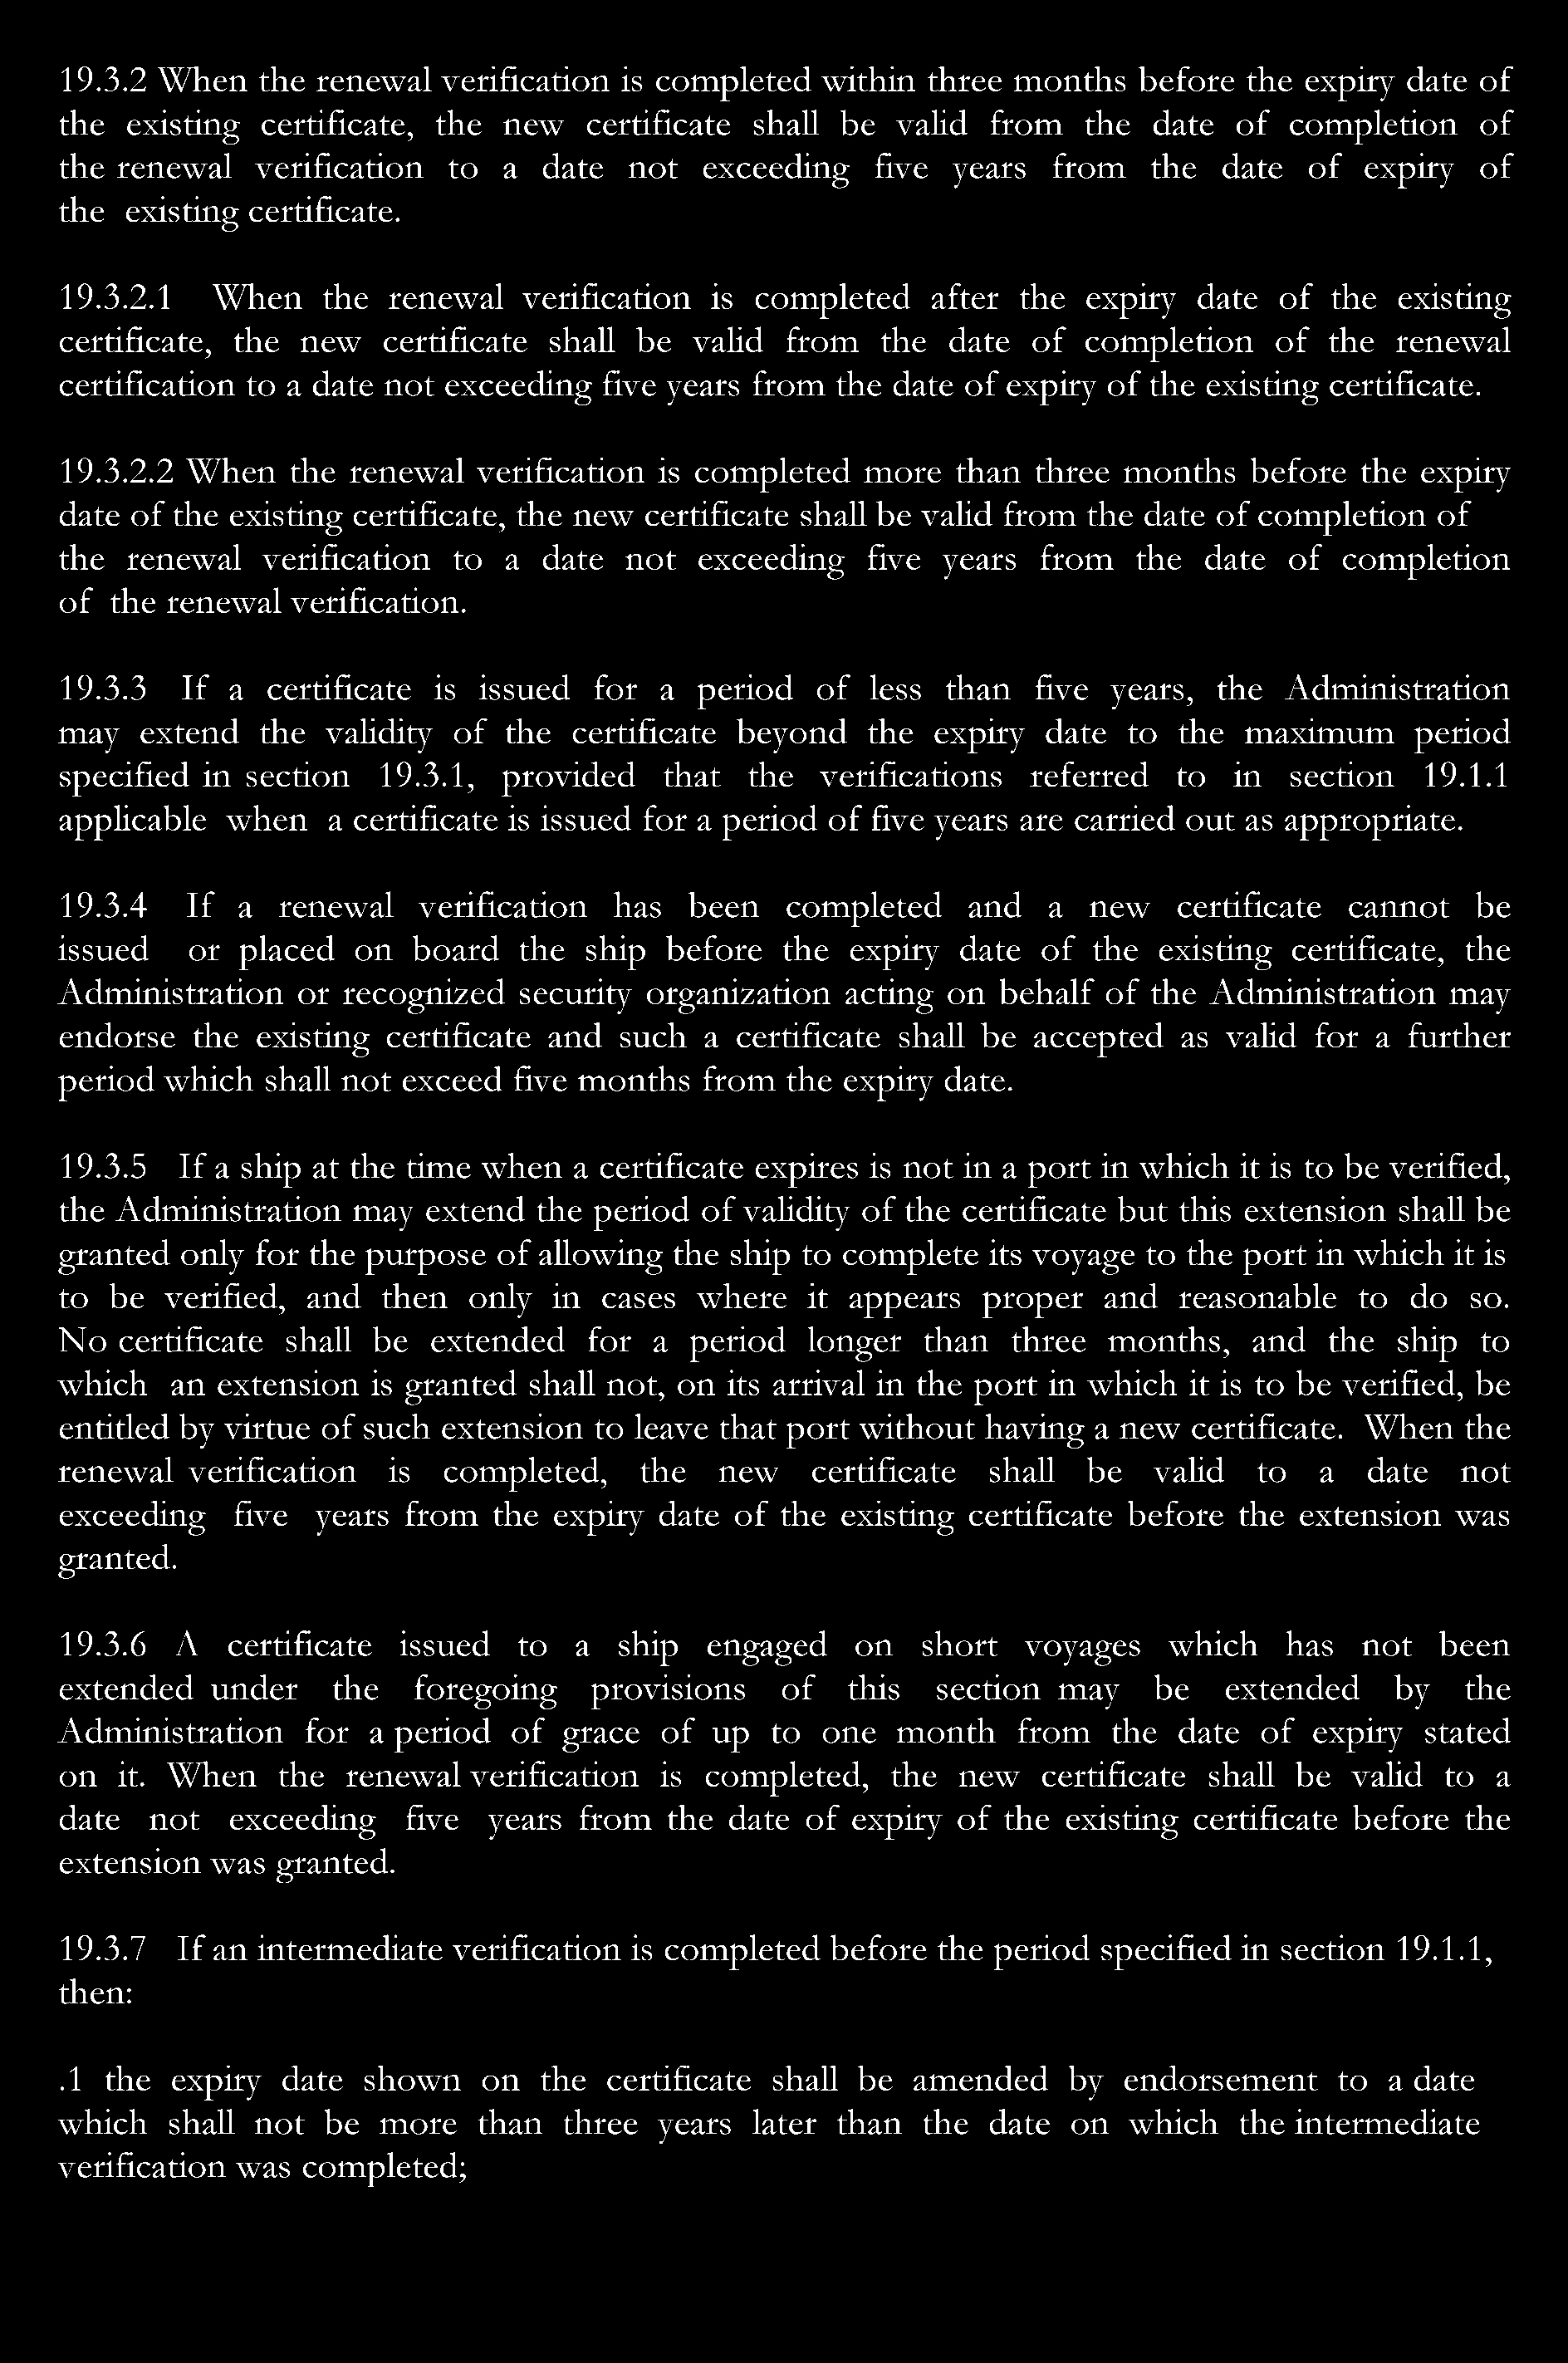 19.3.2 When the renewal verification is completed within three months before the expiry date of
the existing certificate, the new certificate shall be valid from the date of completion of
the renewal verification to a date not exceeding five years from the date of expiry of
the existing certificate.
19.3.2.1 When the renewal verification is completed after the expiry date of the existing
certificate, the new certificate shall be valid from the date of completion of the renewal
certification to a date not exceeding five years from the date of expiry of the existing certificate.
19.3.2.2 When the renewal verification is completed more than three months before the expiry
date of the existing certificate, the new certificate shall be valid from the date of completion of
the renewal verification to a date not exceeding five years from the date of completion
of the renewal verification.
19.3.3 If a certificate is issued for a period of less than five years, the Administration
may extend the validity of the certificate beyond the expiry date to the maximum period
specified in section 19.3.1, provided that the verifications referred to in section 19.1.1
applicable when a certificate is issued for a period of five years are carried out as appropriate.
19.3.4 If a renewal verification has been completed and a new certificate cannot be
issued or placed on board the ship before the expiry date of the existing certificate, the
Administration or recognized security organization acting on behalf of the Administration may
endorse the existing certificate and such a certificate shall be accepted as valid for a further
period which shall not exceed five months from the expiry date.
19.3.5 If a ship at the time when a certificate expires is not in a port in which it is to be verified,
the Administration may extend the period of validity of the certificate but this extension shall be
granted only for the purpose of allowing the ship to complete its voyage to the port in which it is
to be verified, and then only in cases where it appears proper and reasonable to do so.
No certificate shall be extended for a period longer than three months, and the ship to
which an extension is granted shall not, on its arrival in the port in which it is to be verified, be
entitled by virtue of such extension to leave that port without having a new certificate. When the
renewal verification is completed, the new certificate shall be valid to a date not
exceeding five years from the expiry date of the existing certificate before the extension was
granted.
19.3.6 A certificate issued to a ship engaged on short voyages which has not been
extended under the foregoing provisions of this section may be extended by the
Administration for a period of grace of up to one month from the date of expiry stated
on it. When the renewal verification is completed, the new certificate shall be valid to a
date not exceeding five years from the date of expiry of the existing certificate before the
extension was granted.
19.3.7 If an intermediate verification is completed before the period specified in section 19.1.1,
then:
.1 the expiry date shown on the certificate shall be amended by endorsement to a date
which shall not be more than three years later than the date on which the intermediate
verification was completed;